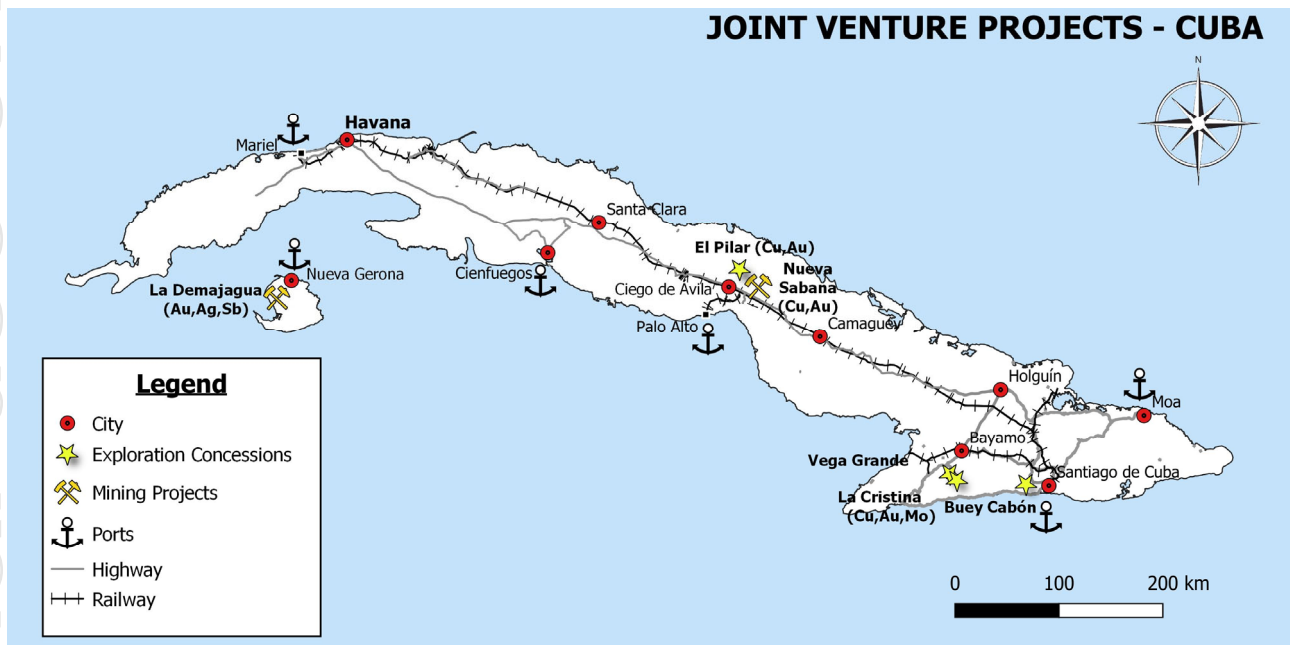 JOINT VENTURE PROJECTS - CUBA
N
Havana
Mariel
Santa Clara
El Pilar (Cu,Au)
Nueva Gerona
Cienfuegos
Nueva
Sabana
(Cu,Au)
La Demajagua
(Au,Ag,Sb)
Ciego de Ávila
Palo Alto
Camaguey
Holguín
Moa
Bayamo
Vega Grande
Santiago de Cuba
La Cristina
(Cu,Au,Mo)
Buey Cabón
Legend
City
Exploration Concessions
Mining Projects
Ports
Highway
Railway
0 100 200 km